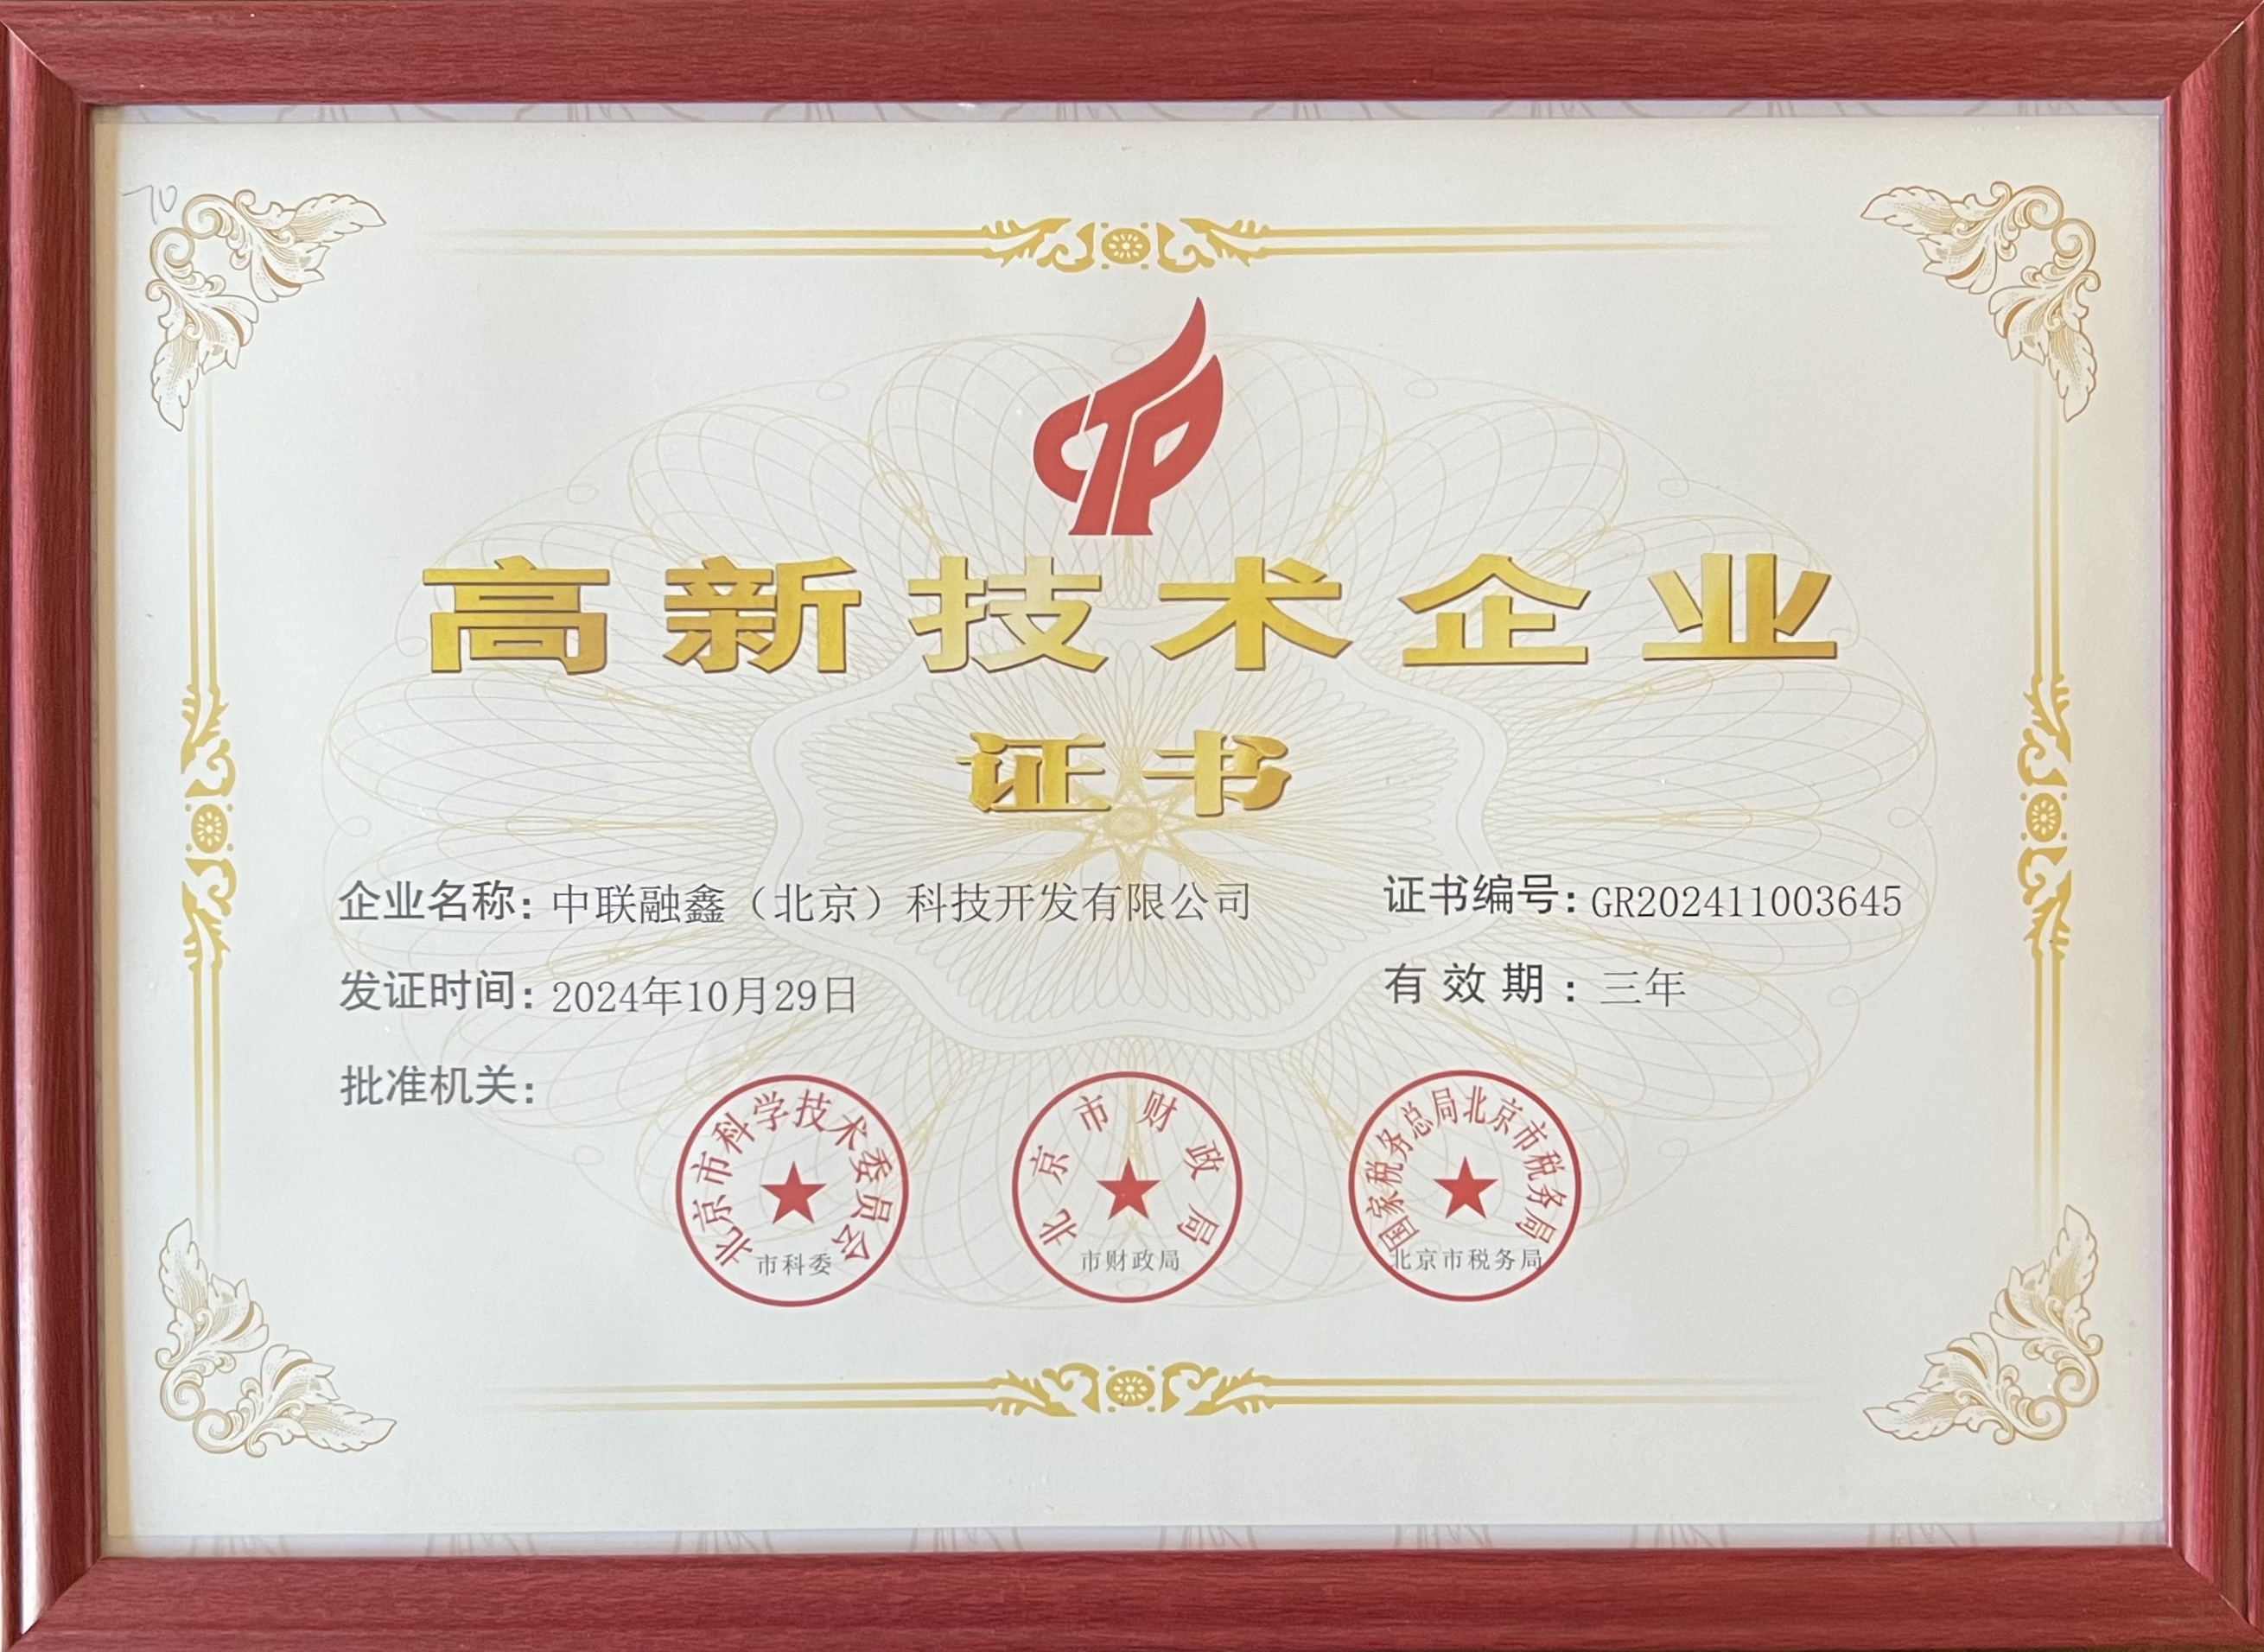 70
CTP
高新技术企业
证书
企业名称：中联融鑫（北京）科技开发有限公司
证书编号：GR202411003645
发证时间：2024年10月29日
有效期：三年
批准机关：
北京市科学技术委员会
市科委
北京市财政局
市财政局
国家税务总局北京市税务局
北京市税务局